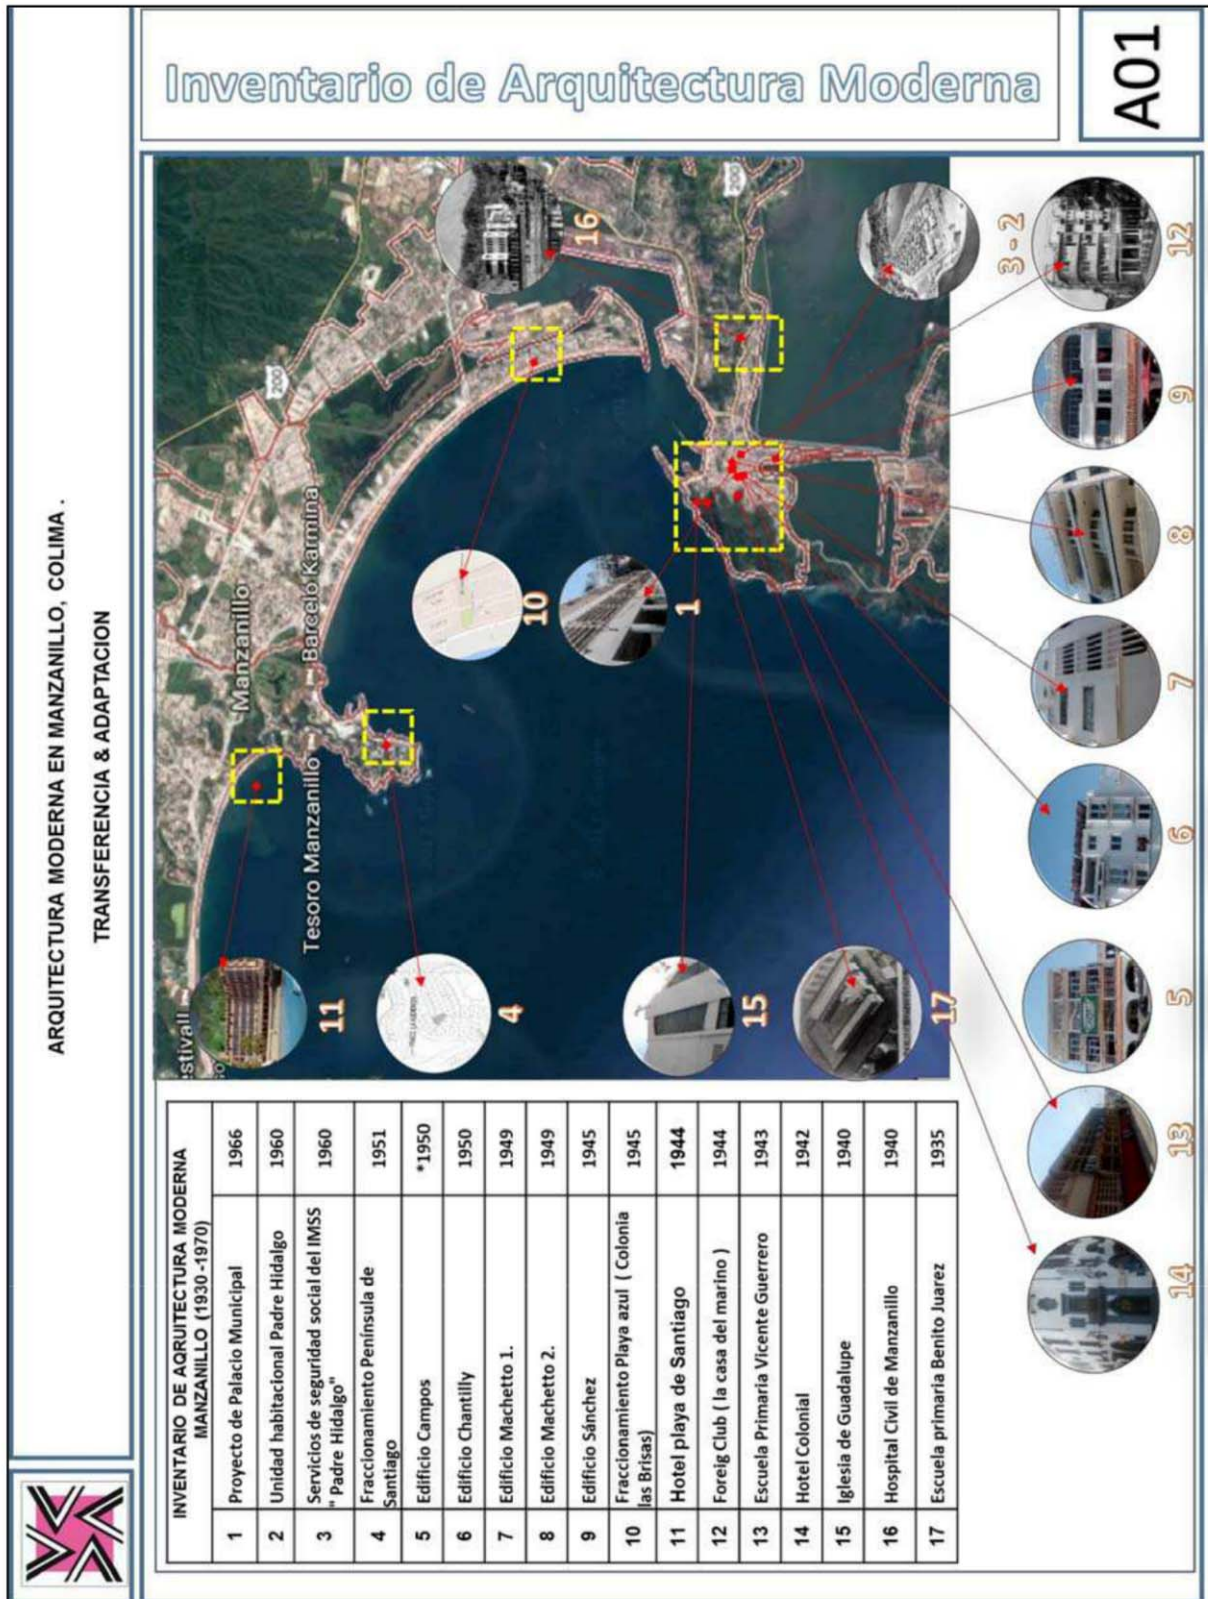 ARQUITECTURA MODERNA EN MANZANILLO, COLIMA .
TRANSFERENCIA & ADAPTACION
Inventario de Arquitectura Moderna
A01
INVENTARIO DE AQRUITECTURA MODERNA
MANZANILLO (1930 -1970)
1 Proyecto de Palacio Municipal 1966
2 Unidad habitacional Padre Hidalgo 1960
3 Servicios de seguridad social del IMSS 1960
" Padre Hidalgo"
4 Fraccionamiento Península de 1951
Santiago
5 Edificio Campos *1950
6 Edificio Chantilly 1950
7 Edificio Machetto 1. 1949
8 Edificio Machetto 2. 1949
9 Edificio Sánchez 1945
10 Fraccionamiento Playa azul ( Colonia 1945
las Brisas)
11 Hotel playa de Santiago 1944
12 Foreig Club ( la casa del marino ) 1944
13 Escuela Primaria Vicente Guerrero 1943
14 Hotel Colonial 1942
15 Iglesia de Guadalupe 1940
16 Hospital Civil de Manzanillo 1940
17 Escuela primaria Benito Juarez 1935
estivall
Manzanillo
Tesoro Manzanillo
Barceló Karmina
200
200
11
4
10
1
15
17
16
3 - 2
14
13
5
6
7
8
9
12